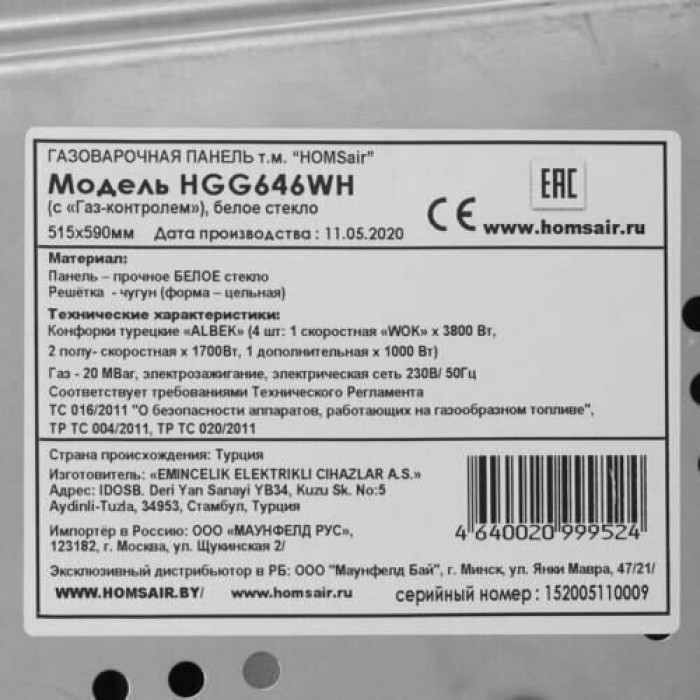 ГАЗОВАРОЧНАЯ ПАНЕЛЬ т.м. "HOMSair"
Модель HGG646WH
(с «Газ-контролем»), белое стекло
515x590мм Дата производства : 11.05.2020
EAC
CE www.homsair.ru
Материал:
Панель – прочное БЕЛОЕ стекло
Решётка - чугун (форма – цельная)
Технические характеристики:
Конфорки турецкие «ALBEK» (4 шт: 1 скоростная «WOK» x 3800 Вт,
2 полу- скоростная x 1700Вт, 1 дополнительная x 1000 Вт)
Газ - 20 МВаг, электрозажигание, электрическая сеть 230В/ 50Гц
Соответствует требованиями Технического Регламента
ТС 016/2011 "О безопасности аппаратов, работающих на газообразном топливе",
ТР ТС 004/2011, ТР ТС 020/2011
Страна происхождения: Турция
Изготовитель: «EMINCELIK ELEKTRIKLI CIHAZLAR A.S.»
Адрес: IDOSB. Deri Yan Sanayi YB34, Kuzu Sk. No:5
Aydinli-Tuzla, 34953, Стамбул, Турция
Импортёр в Россию: ООО «МАУНФЕЛД РУС»,
123182, г. Москва, ул. Щукинская 2/
4 640020 999524
Эксклюзивный дистрибьютор в РБ: ООО "Маунфелд Бай", г. Минск, ул. Янки Мавра, 47/21/
WWW.HOMSAIR.BY/ www.homsair.ru серийный номер : 152005110009